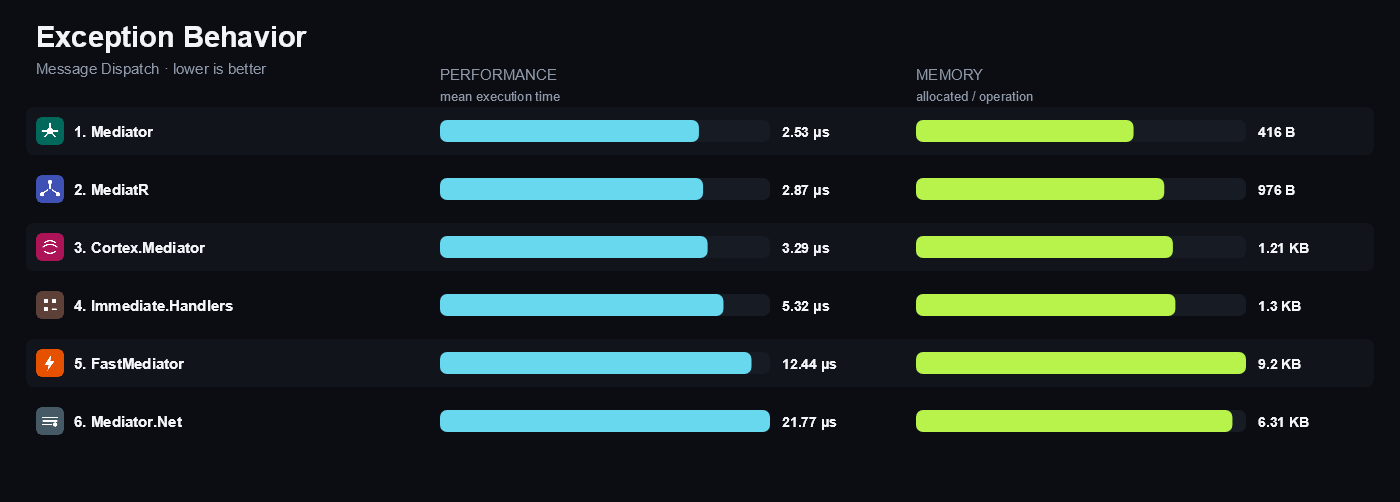 Exception Behavior
Message Dispatch · lower is better
PERFORMANCE
mean execution time
MEMORY
allocated / operation
1. Mediator 2.53 µs 416 B
2. MediatR 2.87 µs 976 B
3. Cortex.Mediator 3.29 µs 1.21 KB
4. Immediate.Handlers 5.32 µs 1.3 KB
5. FastMediator 12.44 µs 9.2 KB
6. Mediator.Net 21.77 µs 6.31 KB